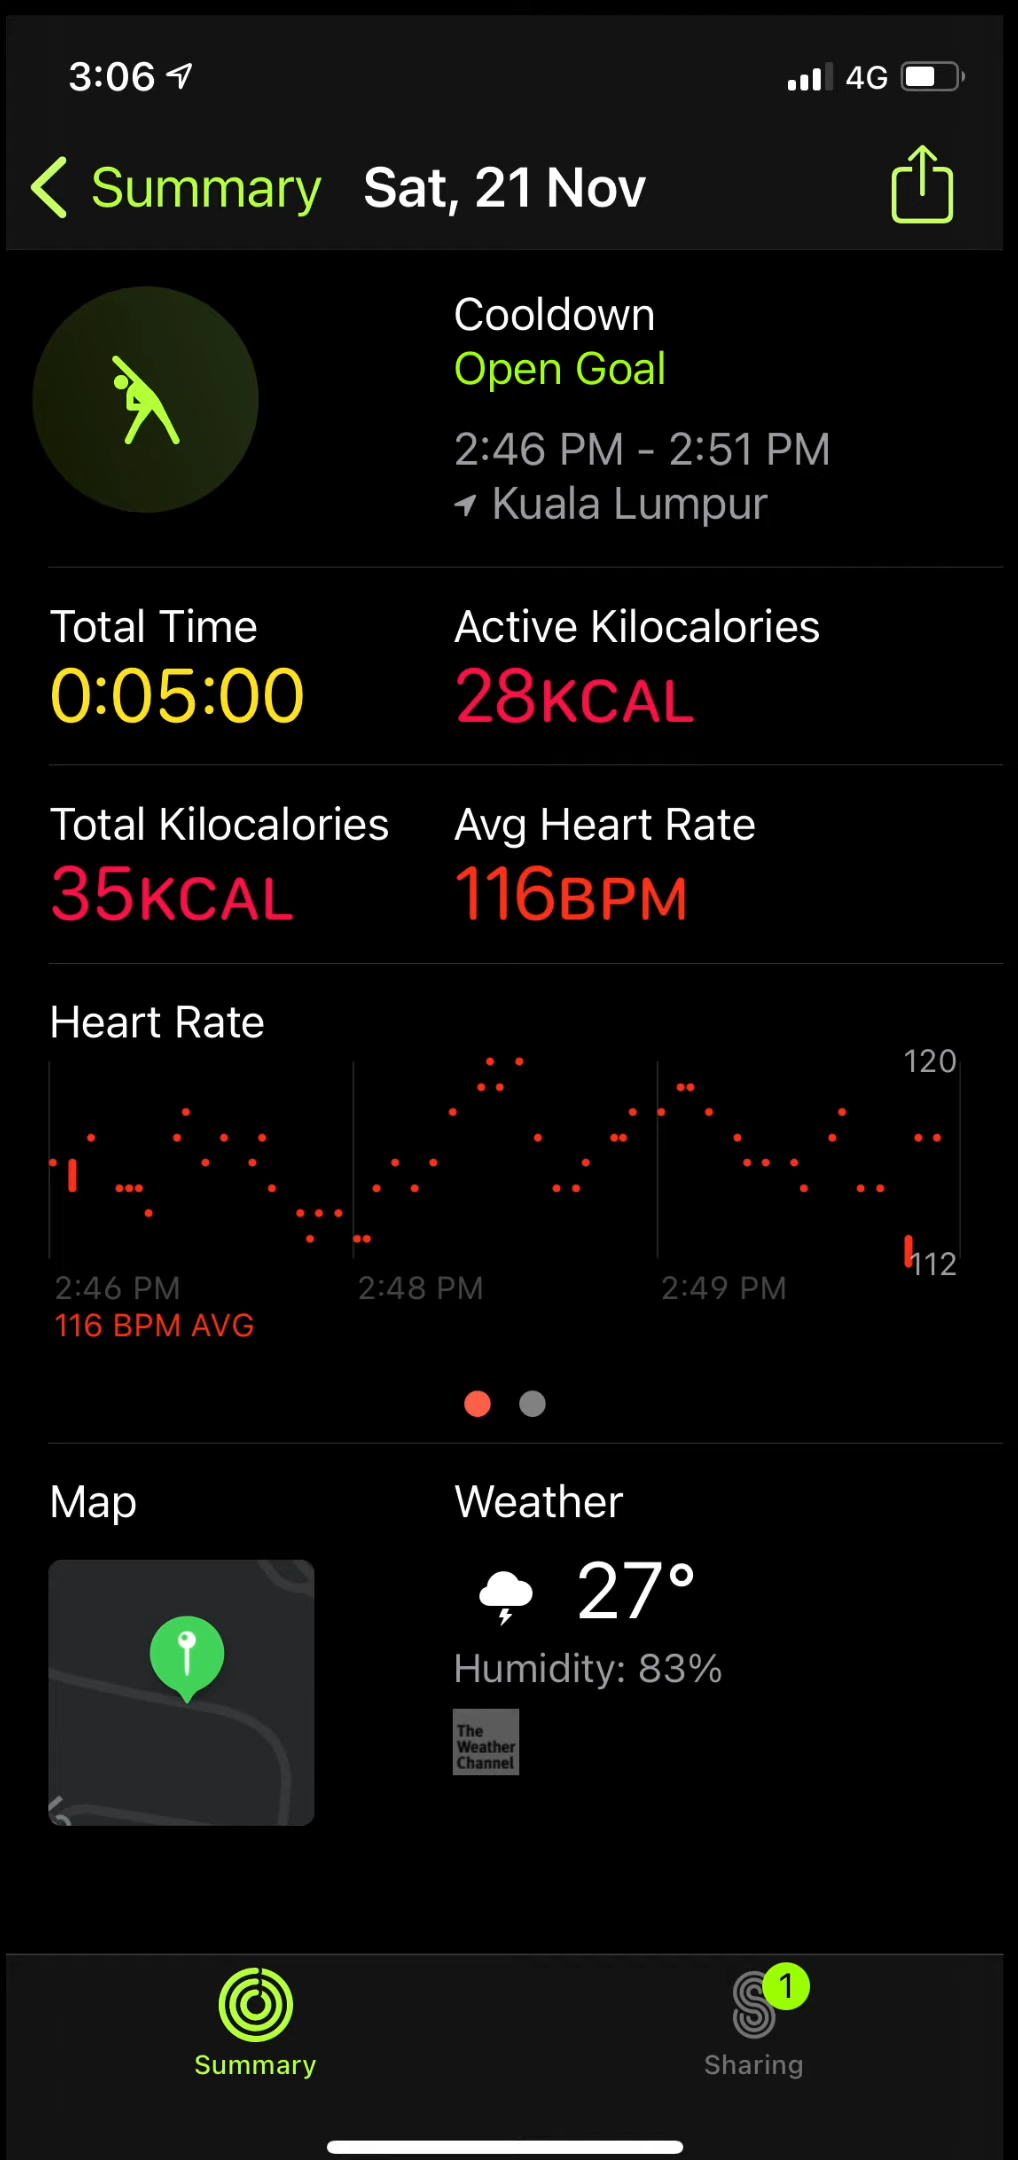 3:06
4G
Summary
Sat, 21 Nov
Cooldown
Open Goal
2:46 PM - 2:51 PM
Kuala Lumpur
Total Time
0:05:00
Active Kilocalories
28KCAL
Total Kilocalories
35KCAL
Avg Heart Rate
116BPM
Heart Rate
120
112
2:46 PM
2:48 PM
2:49 PM
116 BPM AVG
Map
Weather
27°
Humidity: 83%
The
Weather
Channel
1
Summary
Sharing